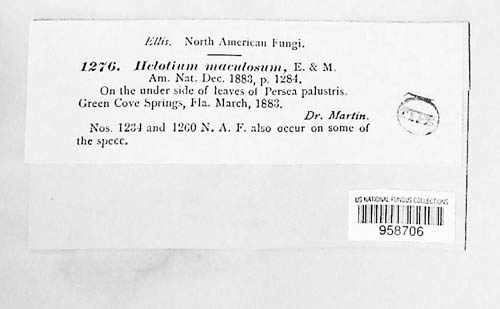 Ellis. North American Fungi.
1276. Helotium maculosum, E. & M.
Am. Nat. Dec. 1883, p. 1284.
On the under side of leaves of Persea palustris.
Green Cove Springs, Fla. March, 1883.
Dr. Martin.
Nos. 1234 and 1260 N. A. F. also occur on some of
the specc.
US NATIONAL FUNGUS COLLECTIONS
958706